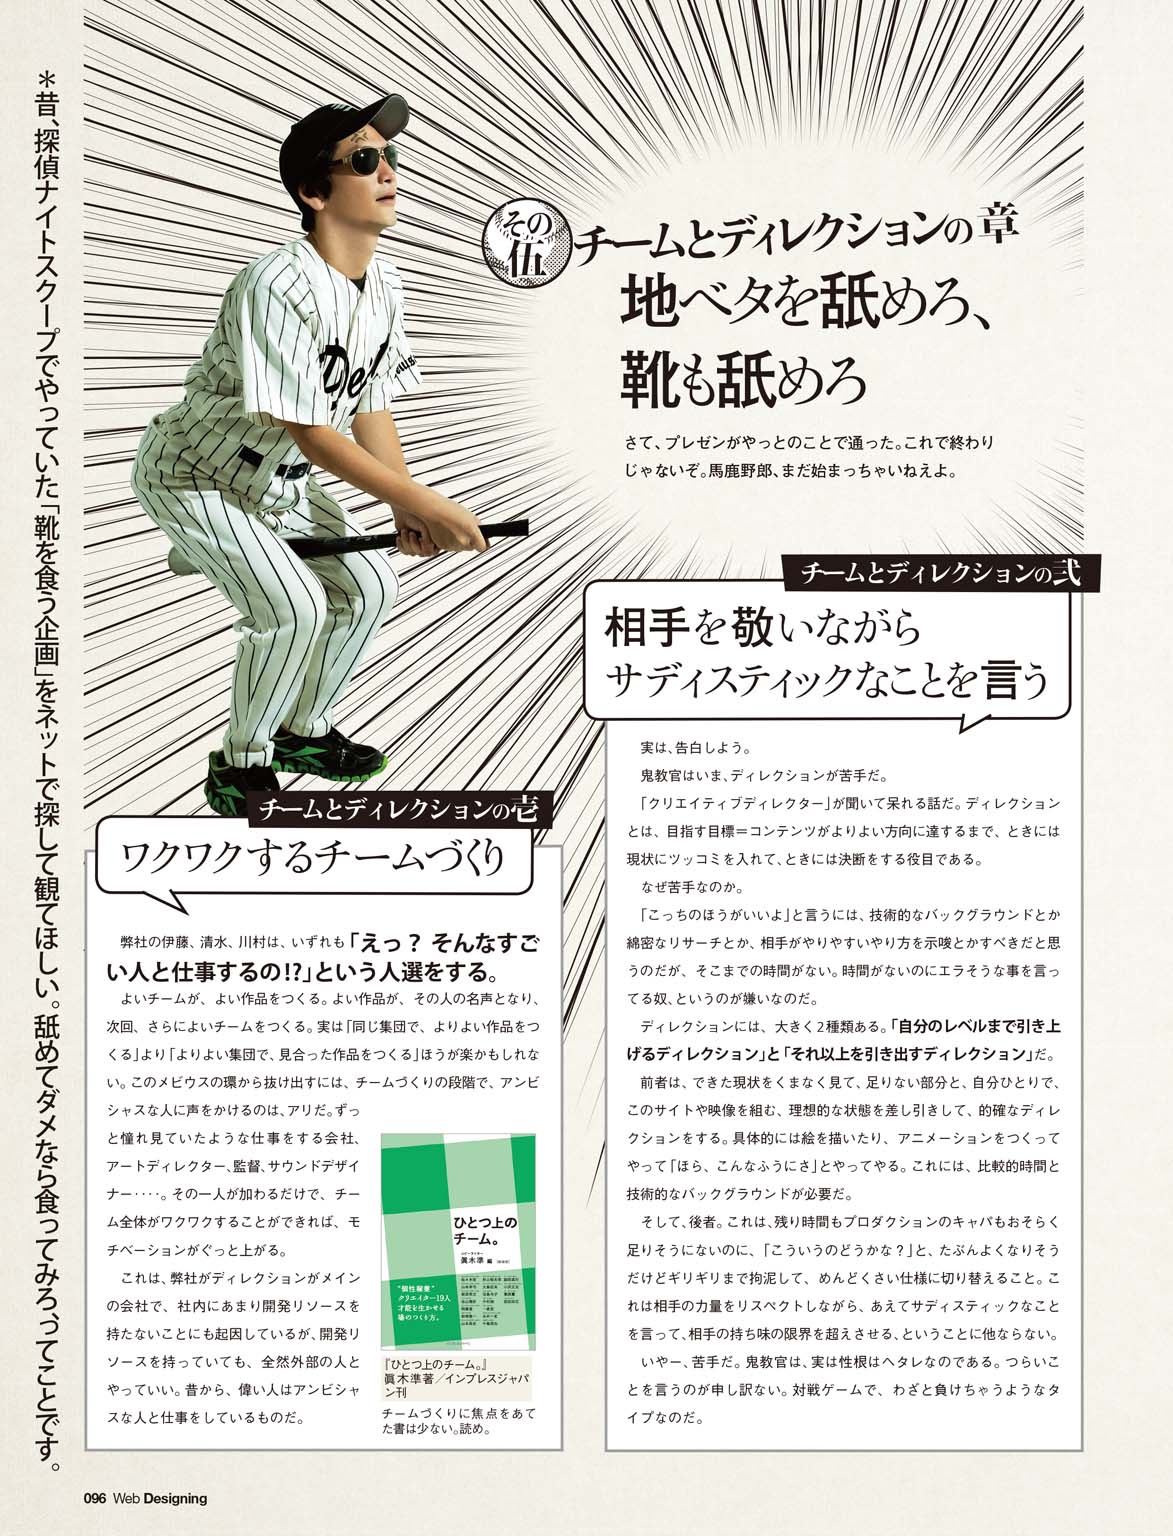 ＊昔、探偵ナイトスクープでやっていた「靴を食う企画」をネットで探して観てほしい。舐めてダメなら食ってみろ、ってことです。
その
伍
チームとディレクションの章
地ベタを舐めろ、
靴も舐めろ
さて、プレゼンがやっとのことで通った。これで終わり
じゃないぞ。馬鹿野郎、まだ始まっちゃいねえよ。
チームとディレクションの壱
ワクワクするチームづくり
弊社の伊藤、清水、川村は、いずれも「えっ？ そんなすご
い人と仕事するの!?」という人選をする。
よいチームが、よい作品をつくる。よい作品が、その人の名声となり、
次回、さらによいチームをつくる。実は「同じ集団で、よりよい作品をつ
くる」より「よりよい集団で、見合った作品をつくる」ほうが楽かもしれな
い。このメビウスの環から抜け出すには、チームづくりの段階で、アンビ
シャスな人に声をかけるのは、アリだ。ずっ
と憧れ見ていたような仕事をする会社、
アートディレクター、監督、サウンドデザイ
ナー‥‥。その一人が加わるだけで、チー
ム全体がワクワクすることができれば、モ
チベーションがぐっと上がる。
これは、弊社がディレクションがメイン
の会社で、社内にあまり開発リソースを
持たないことにも起因しているが、開発リ
ソースを持っていても、全然外部の人と
やっていい。昔から、偉い人はアンビシャ
スな人と仕事をしているものだ。
ひとつ上の
チーム。
眞木準 編
"個性稼業"
クリエイター19人
才能を生かせる
場のつくり方。
『ひとつ上のチーム。』
眞木準著／インプレスジャパ
ン刊
チームづくりに焦点をあて
た書は少ない。読め。
チームとディレクションの弐
相手を敬いながら
サディスティックなことを言う
実は、告白しよう。
鬼教官はいま、ディレクションが苦手だ。
「クリエイティブディレクター」が聞いて呆れる話だ。ディレクション
とは、目指す目標＝コンテンツがよりよい方向に達するまで、ときには
現状にツッコミを入れて、ときには決断をする役目である。
なぜ苦手なのか。
「こっちのほうがいいよ」と言うには、技術的なバックグラウンドとか
綿密なリサーチとか、相手がやりやすいやり方を示唆とかすべきだと思
うのだが、そこまでの時間がない。時間がないのにエラそうな事を言っ
てる奴、というのが嫌いなのだ。
ディレクションには、大きく2種類ある。「自分のレベルまで引き上
げるディレクション」と「それ以上を引き出すディレクション」だ。
前者は、できた現状をくまなく見て、足りない部分と、自分ひとりで、
このサイトや映像を組む、理想的な状態を差し引きして、的確なディレ
クションをする。具体的には絵を描いたり、アニメーションをつくって
やって「ほら、こんなふうにさ」とやってやる。これには、比較的時間と
技術的なバックグラウンドが必要だ。
そして、後者。これは、残り時間もプロダクションのキャパもおそらく
足りそうにないのに、「こういうのどうかな？」と、たぶんよくなりそう
だけどギリギリまで拘泥して、めんどくさい仕様に切り替えること。こ
れは相手の力量をリスペクトしながら、あえてサディスティックなこと
を言って、相手の持ち味の限界を超えさせる、ということに他ならない。
いやー、苦手だ。鬼教官は、実は性根はヘタレなのである。つらいこ
とを言うのが申し訳ない。対戦ゲームで、わざと負けちゃうようなタ
イプなのだ。
096 Web Designing